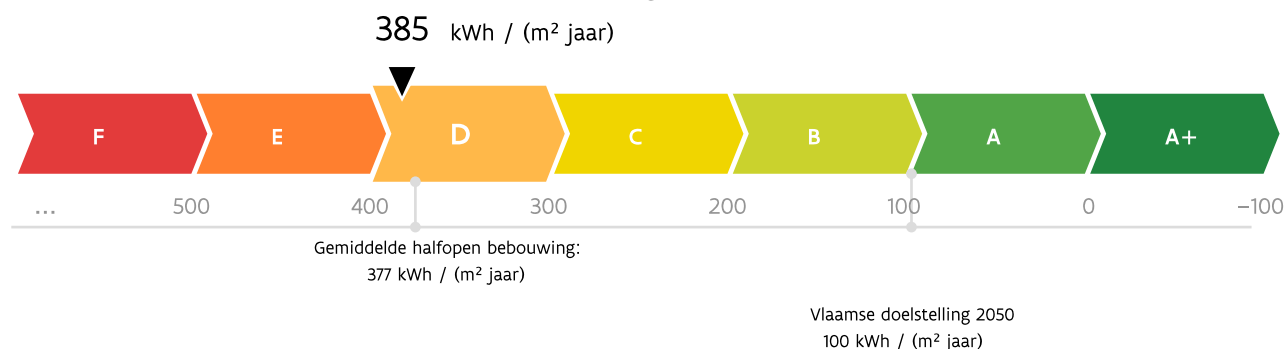 385 kWh / (m² jaar)
F E D C B A A+
... 500 400 300 200 100 0 −100
Gemiddelde halfopen bebouwing:
377 kWh / (m² jaar)
Vlaamse doelstelling 2050
100 kWh / (m² jaar)